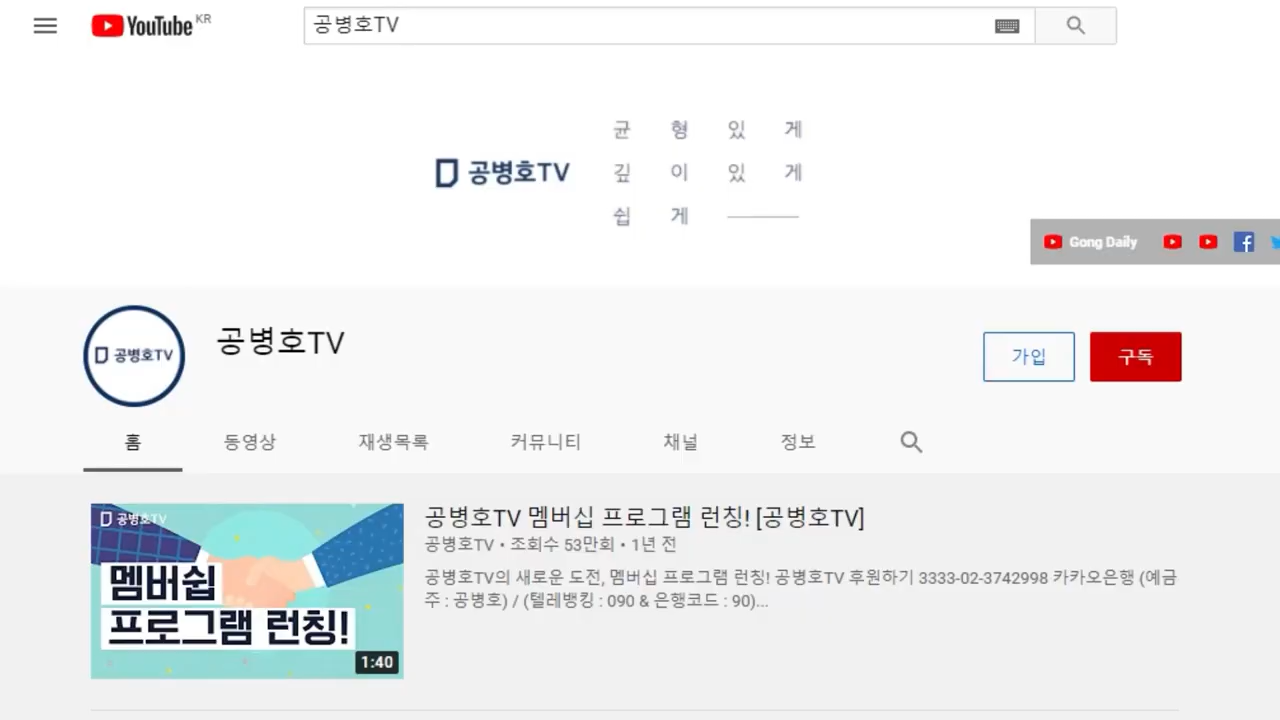 YouTube KR
공병호TV
균 형 있 게
공병호TV
깊 이 있 게
쉽 게
Gong Daily
공병호TV
공병호TV
가입
구독
홈 동영상 재생목록 커뮤니티 채널 정보
공병호TV
멤버쉽
프로그램 런칭!
1:40
공병호TV 멤버십 프로그램 런칭! [공병호TV]
공병호TV • 조회수 53만회 • 1년 전
공병호TV의 새로운 도전, 멤버십 프로그램 런칭! 공병호TV 후원하기 3333-02-3742998 카카오은행 (예금
주 : 공병호) / (텔레뱅킹 : 090 & 은행코드 : 90)...